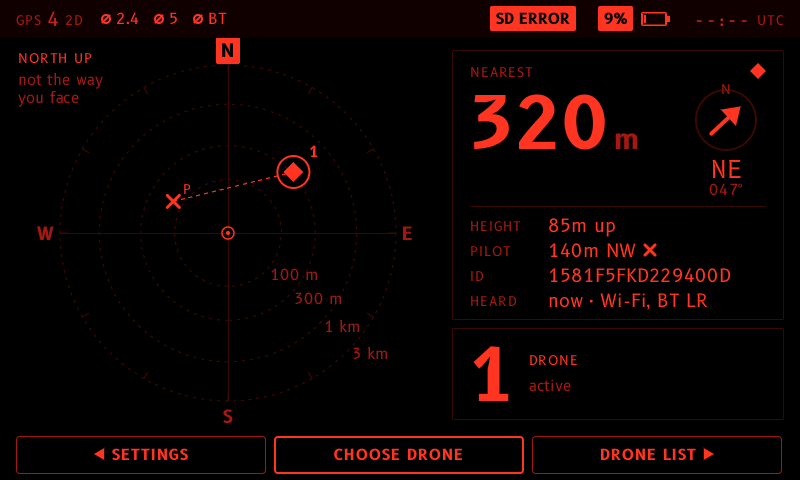 GPS 4 2D
2.4
5
BT
SD ERROR
9%
--:-- UTC
NORTH UP
not the way
you face
N
W
E
S
1
P
100 m
300 m
1 km
3 km
NEAREST
320 m
N
NE
047°
HEIGHT 85m up
PILOT 140m NW
ID 1581F5FKD229400D
HEARD now · Wi-Fi, BT LR
1
DRONE
active
SETTINGS
CHOOSE DRONE
DRONE LIST